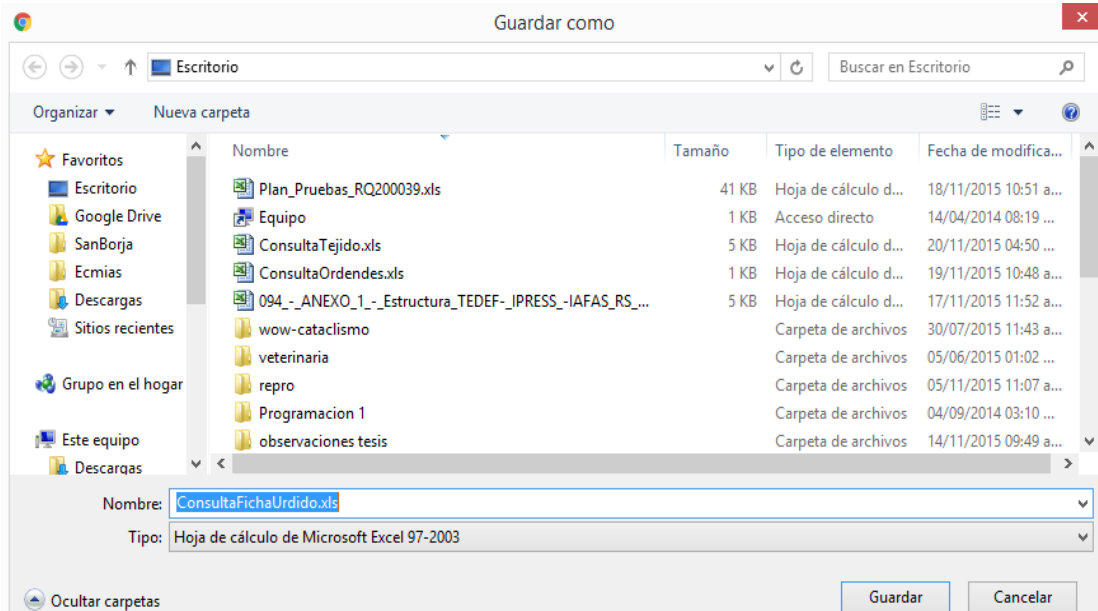 Guardar como
Escritorio
Buscar en Escritorio
Organizar
Nueva carpeta
Favoritos
Escritorio
Google Drive
SanBorja
Ecmias
Descargas
Sitios recientes
Grupo en el hogar
Este equipo
Descargas
Nombre Tamaño Tipo de elemento Fecha de modifica...
Plan_Pruebas_RQ200039.xls 41 KB Hoja de cálculo d... 18/11/2015 10:51 a...
Equipo 1 KB Acceso directo 14/04/2014 08:19 ...
ConsultaTejido.xls 5 KB Hoja de cálculo d... 20/11/2015 04:50 ...
ConsultaOrdendes.xls 1 KB Hoja de cálculo d... 19/11/2015 10:48 a...
094_-_ANEXO_1_-_Estructura_TEDEF-_IPRESS_-IAFAS_RS_... 5 KB Hoja de cálculo d... 17/11/2015 11:52 a...
wow-cataclismo Carpeta de archivos 30/07/2015 11:43 a...
veterinaria Carpeta de archivos 05/06/2015 01:02 ...
repro Carpeta de archivos 05/11/2015 11:07 a...
Programacion 1 Carpeta de archivos 04/09/2014 03:10 ...
observaciones tesis Carpeta de archivos 14/11/2015 09:49 a...
Nombre: ConsultaFichaUrdido.xls
Tipo: Hoja de cálculo de Microsoft Excel 97-2003
Ocultar carpetas
Guardar
Cancelar